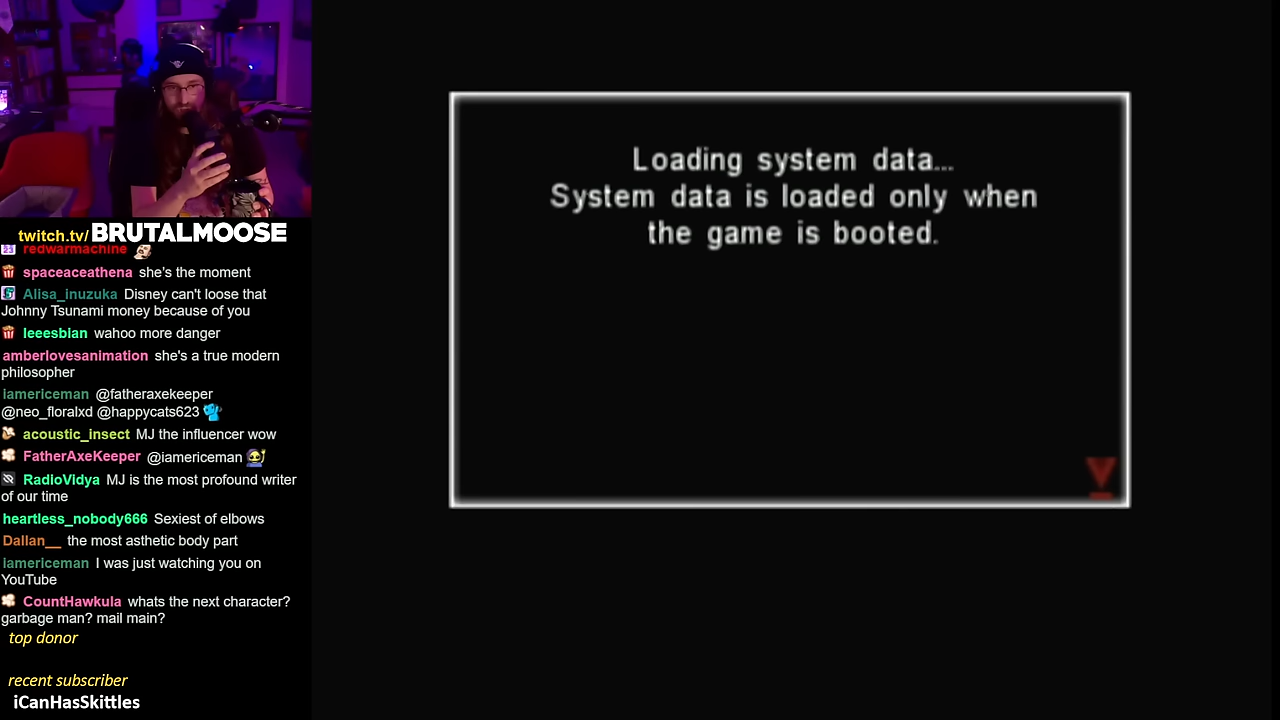 twitch.tv/BRUTALMOOSE
redwarmachine
spaceaceathena she's the moment
Alisa_inuzuka Disney can't loose that
Johnny Tsunami money because of you
leeesbian wahoo more danger
amberlovesanimation she's a true modern
philosopher
iamericeman @fatheraxekeeper
@neo_floralxd @happycats623
acoustic_insect MJ the influencer wow
FatherAxeKeeper @iamericeman
RadioVidya MJ is the most profound writer
of our time
heartless_nobody666 Sexiest of elbows
Dallan__ the most asthetic body part
iamericeman I was just watching you on
YouTube
CountHawkula whats the next character?
garbage man? mail main?
top donor
recent subscriber
iCanHasSkittles
Loading system data...
System data is loaded only when
the game is booted.